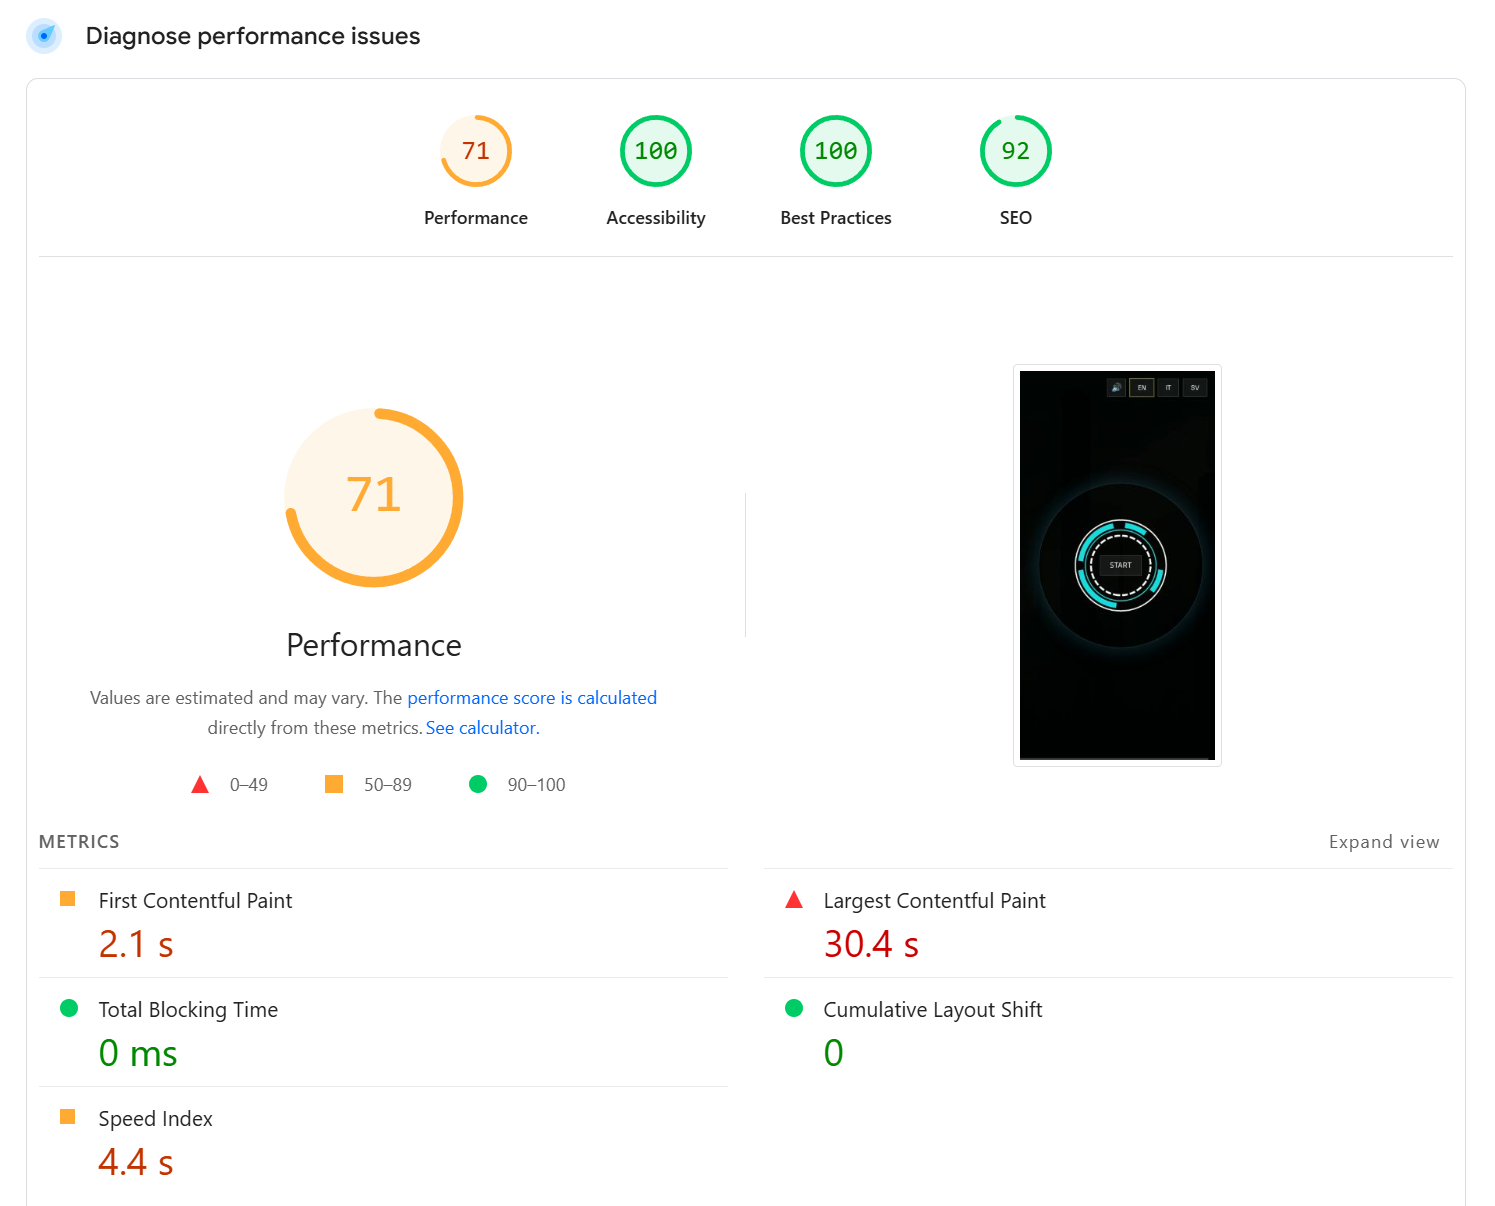 Diagnose performance issues
71
100
100
92
Performance
Accessibility
Best Practices
SEO
71
Performance
Values are estimated and may vary. The performance score is calculated
directly from these metrics. See calculator.
0–49
50–89
90–100
EN
IT
SV
START
METRICS
Expand view
First Contentful Paint
2.1 s
Largest Contentful Paint
30.4 s
Total Blocking Time
0 ms
Cumulative Layout Shift
0
Speed Index
4.4 s